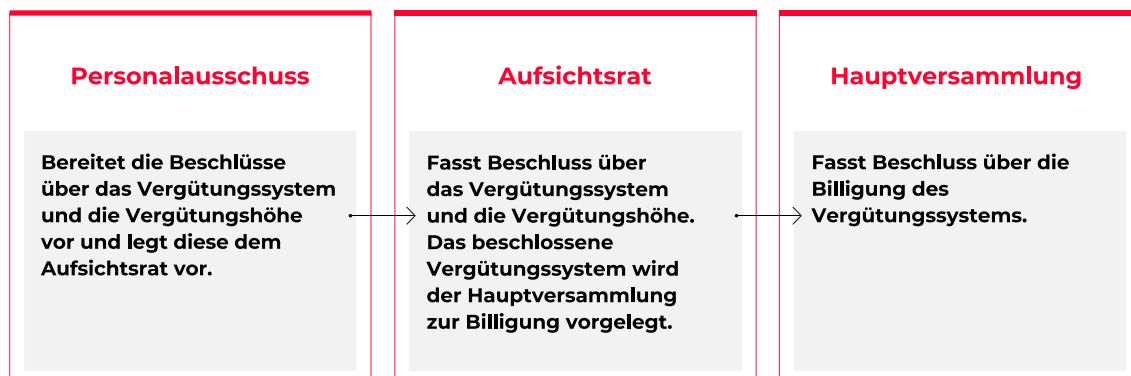 Personalausschuss
Bereitet die Beschlüsse
über das Vergütungssystem
und die Vergütungshöhe
vor und legt diese dem
Aufsichtsrat vor.
Aufsichtsrat
Fasst Beschluss über
das Vergütungssystem
und die Vergütungshöhe.
Das beschlossene
Vergütungssystem wird
der Hauptversammlung
zur Billigung vorgelegt.
Hauptversammlung
Fasst Beschluss über die
Billigung des
Vergütungssystems.